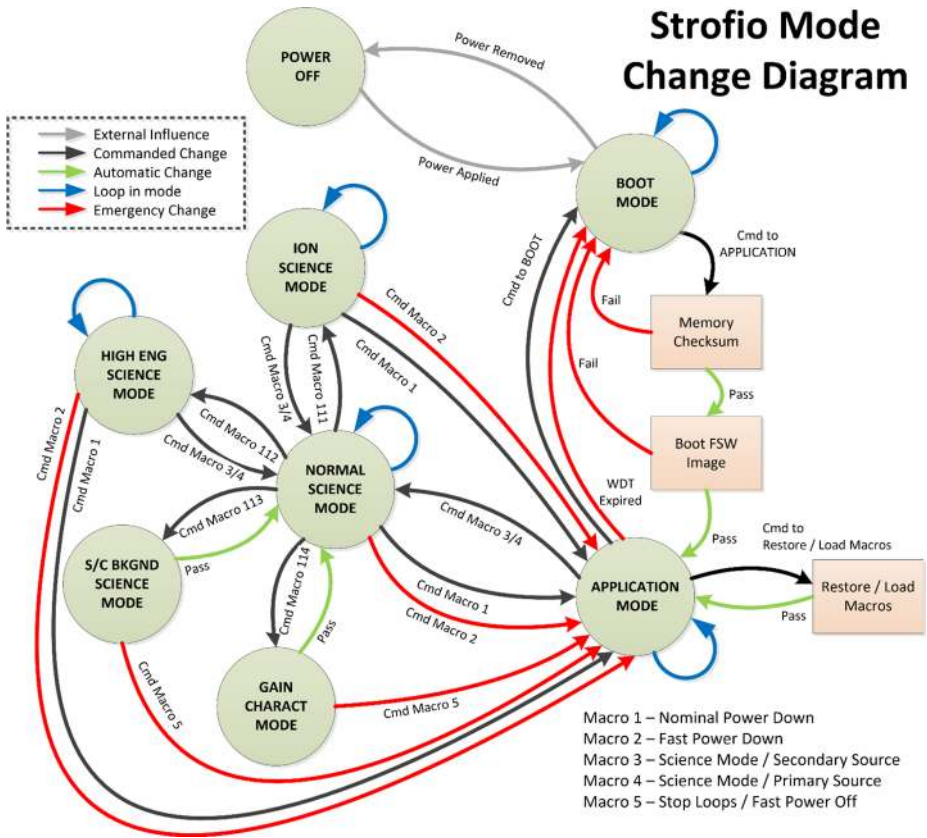 Strofio Mode
Change Diagram
POWER
OFF
Power Removed
Power Applied
External Influence
Commanded Change
Automatic Change
Loop in mode
Emergency Change
BOOT
MODE
Cmd to
APPLICATION
Cmd to BOOT
Fail
Memory
Checksum
Pass
Fail
Boot FSW
Image
WDT
Expired
Pass
ION
SCIENCE
MODE
Cmd Macro 2
Cmd Macro 1
Cmd Macro 3/4
Cmd Macro 111
HIGH ENG
SCIENCE
MODE
Cmd Macro 2
Cmd Macro 1
Cmd Macro 112
Cmd Macro 3/4
NORMAL
SCIENCE
MODE
Cmd Macro 113
Pass
Cmd Macro 3/4
Cmd to
Restore / Load Macros
S/C BKGND
SCIENCE
MODE
Cmd Macro 114
Pass
Cmd Macro 1
Cmd Macro 2
APPLICATION
MODE
Pass
Restore / Load
Macros
Cmd Macro 5
GAIN
CHARACT
MODE
Cmd Macro 5
Macro 1 – Nominal Power Down
Macro 2 – Fast Power Down
Macro 3 – Science Mode / Secondary Source
Macro 4 – Science Mode / Primary Source
Macro 5 – Stop Loops / Fast Power Off